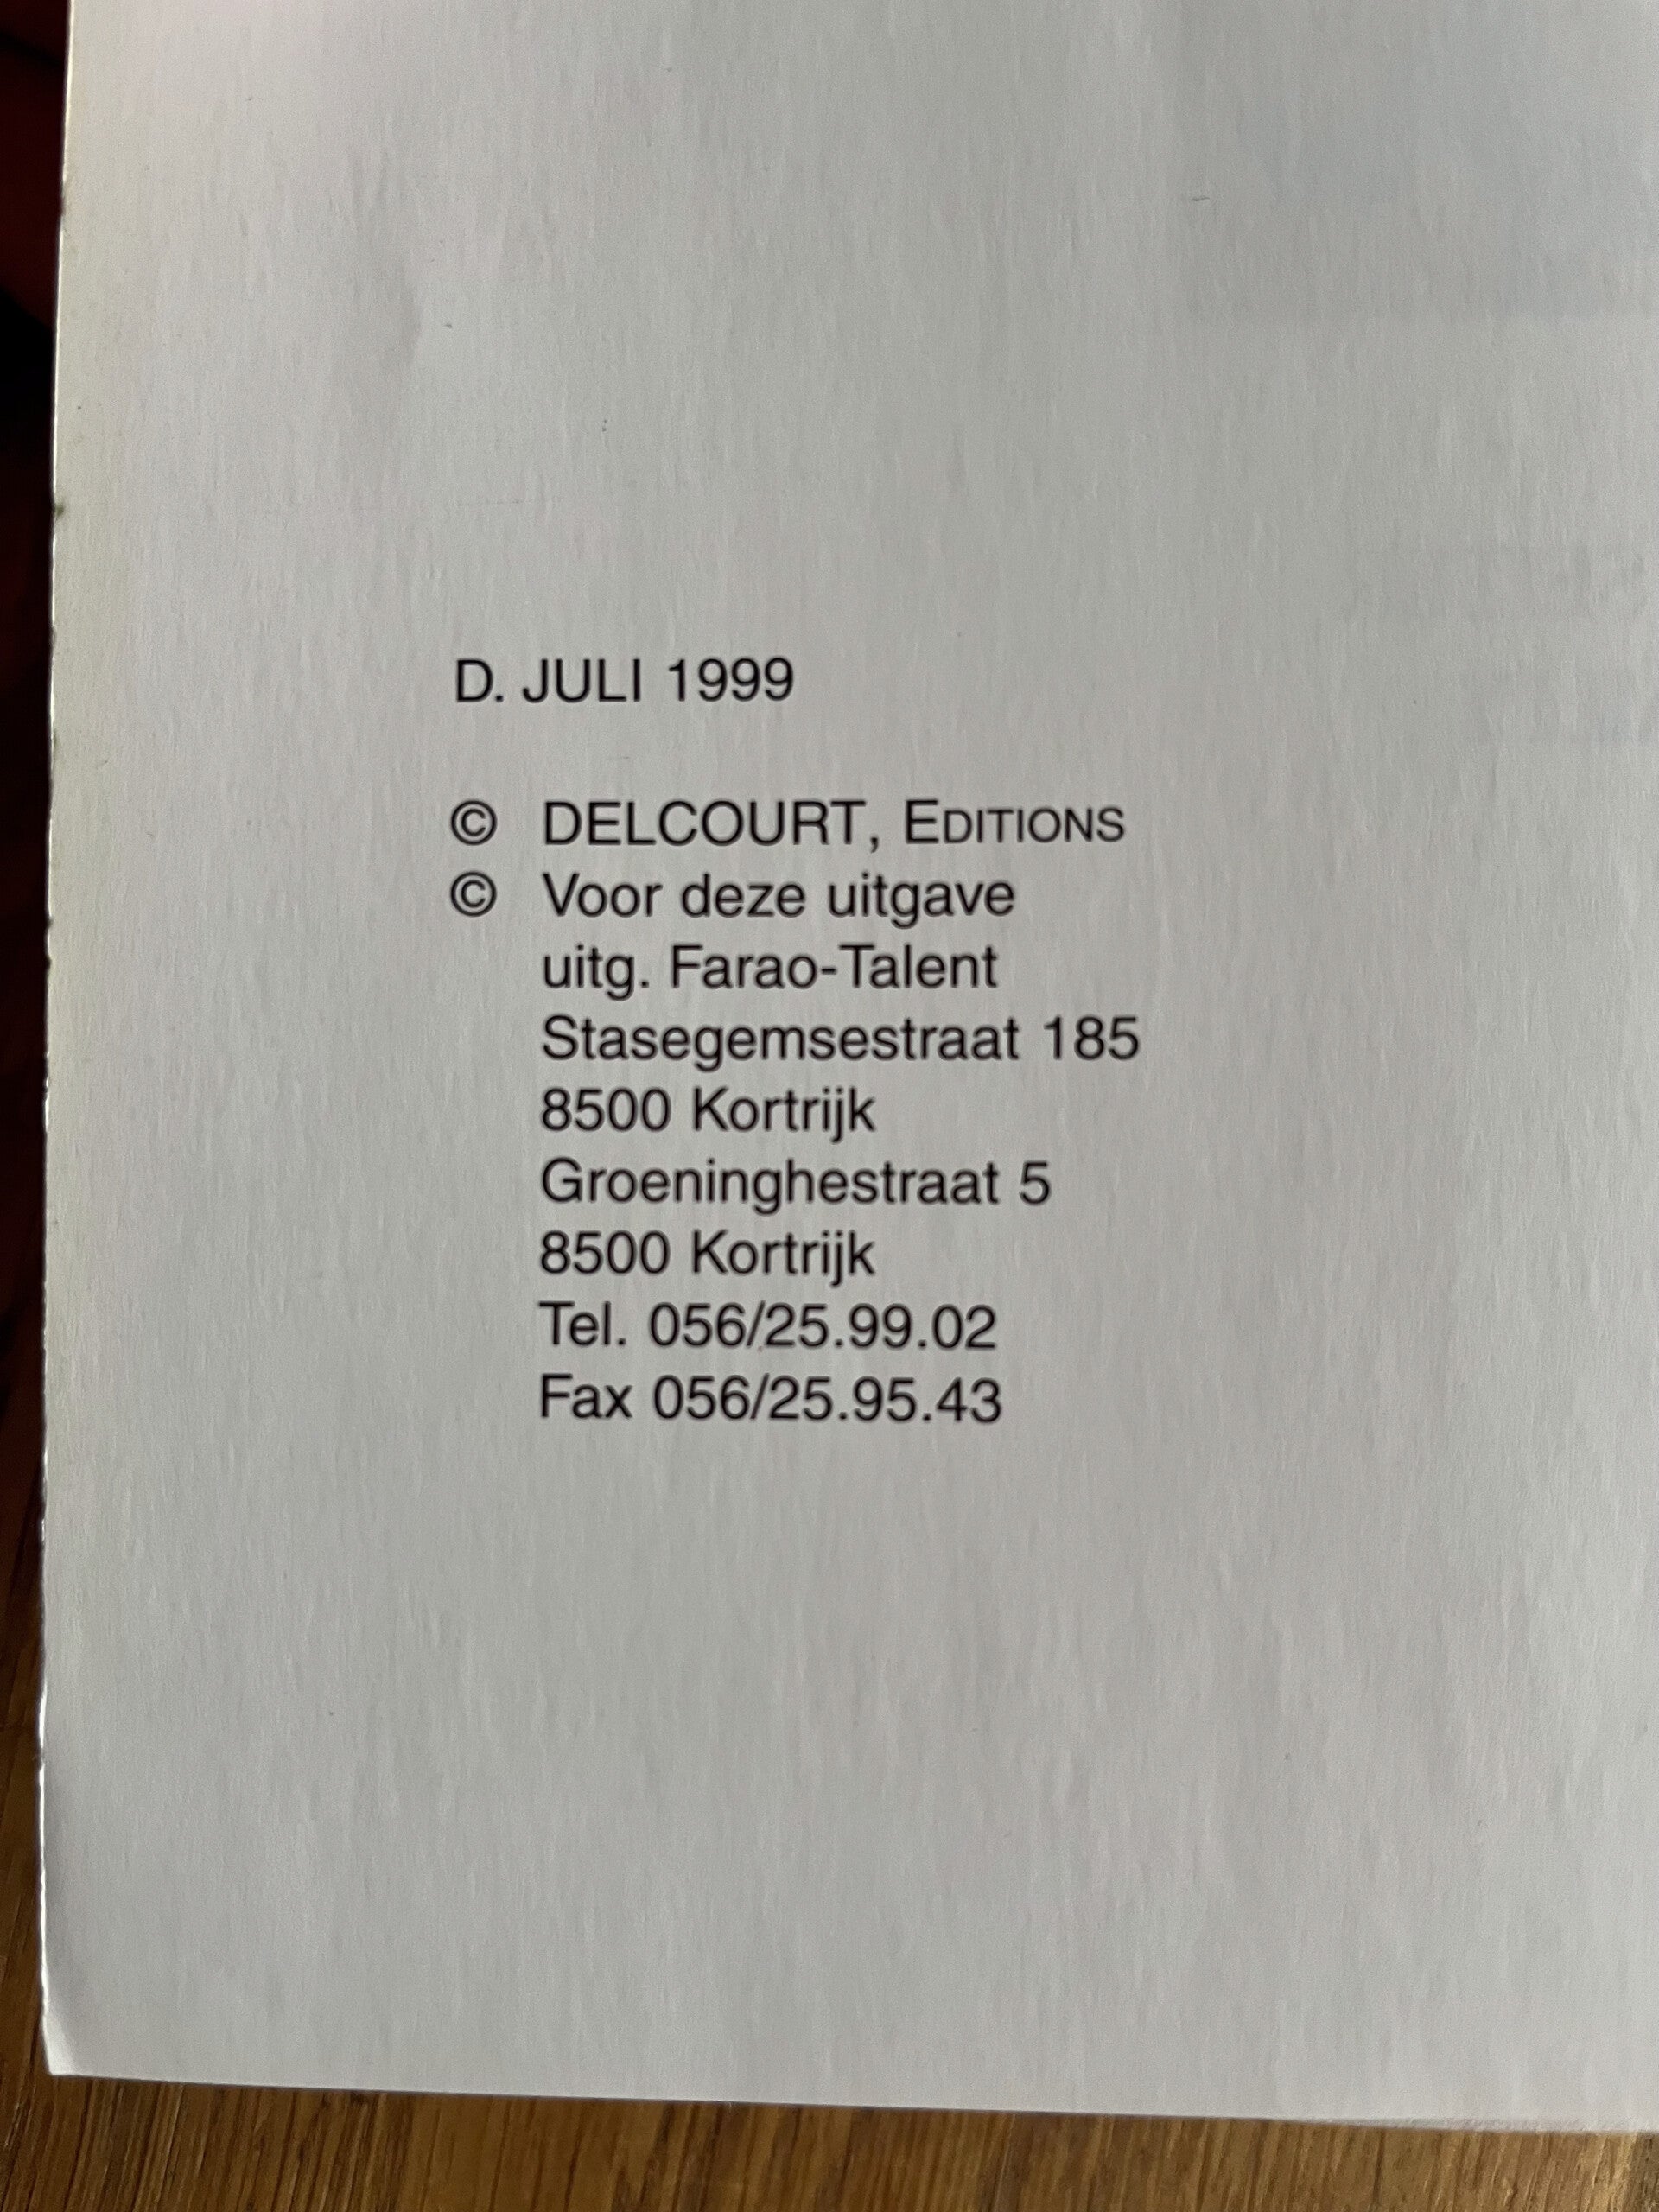 D. JULI 1999
© DELCOURT, EDITIONS
© Voor deze uitgave
uitg. Farao-Talent
Stasegemsestraat 185
8500 Kortrijk
Groeninghestraat 5
8500 Kortrijk
Tel. 056/25.99.02
Fax 056/25.95.43